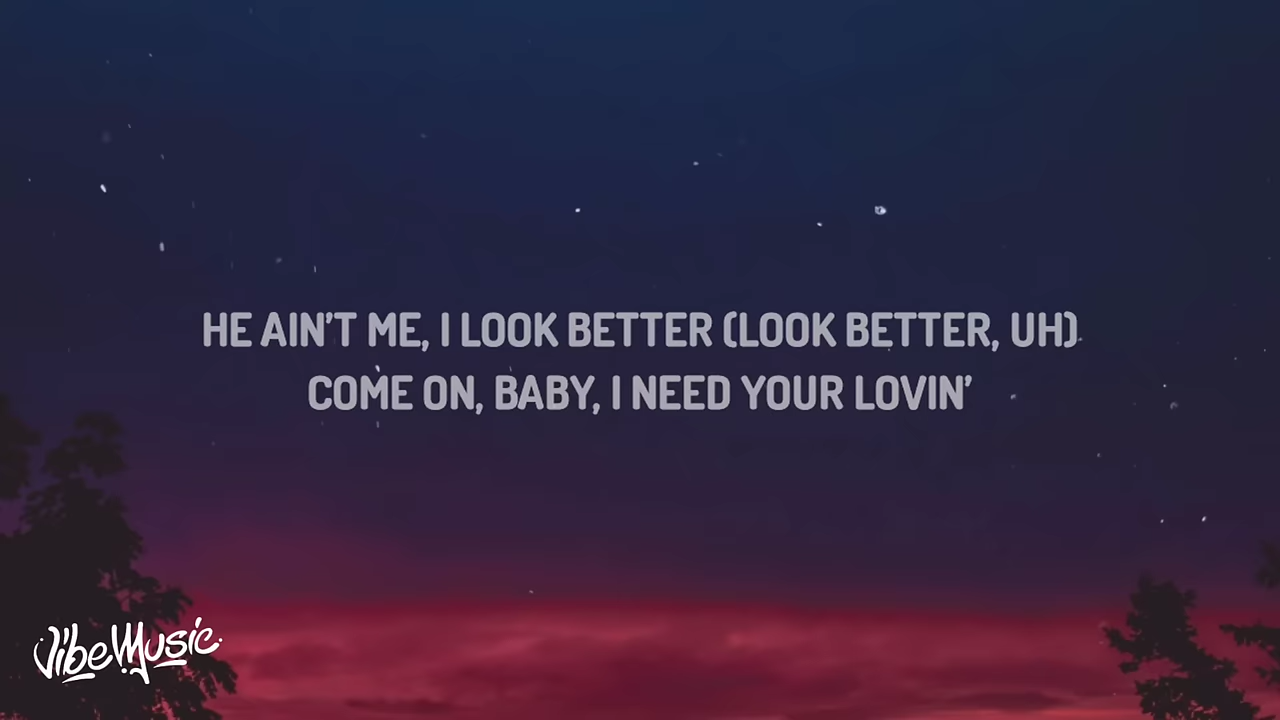 HE AIN'T ME, I LOOK BETTER (LOOK BETTER, UH)
COME ON, BABY, I NEED YOUR LOVIN'
VibeMusic